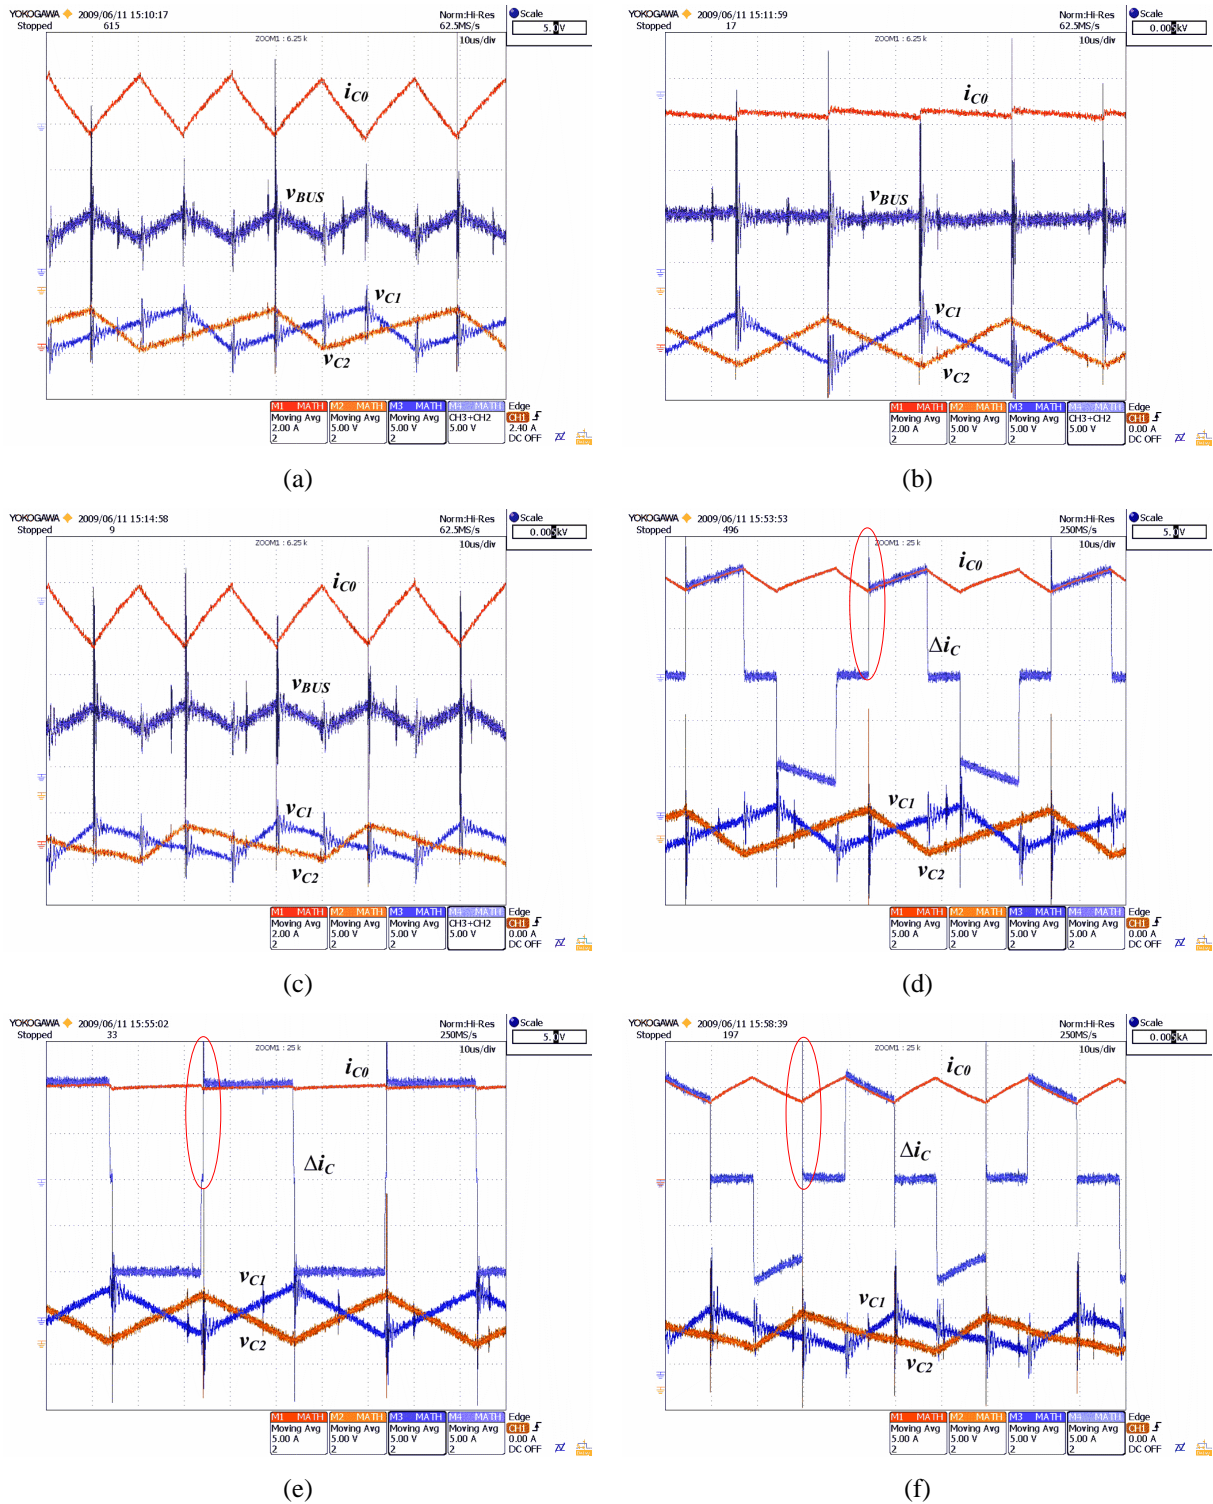 YOKOGAWA 2009/06/11 15:10:17 Norm:Hi-Res Scale
Stopped 615 62.5MS/s 5.0V
ZOOM1 : 6.25 k 10us/div
iC0
vBUS
vC1
vC2
M1 MATH M2 MATH M3 MATH M4 MATH Edge
Moving Avg Moving Avg Moving Avg CH3+CH2 CH1
2.00 A 5.00 V 5.00 V 5.00 V 2.40 A
2 2 2 DC OFF
(a)
YOKOGAWA 2009/06/11 15:11:59 Norm:Hi-Res Scale
Stopped 17 62.5MS/s 0.005kV
ZOOM1 : 6.25 k 10us/div
iC0
vBUS
vC1
vC2
M1 MATH M2 MATH M3 MATH M4 MATH Edge
Moving Avg Moving Avg Moving Avg CH3+CH2 CH1
2.00 A 5.00 V 5.00 V 5.00 V 0.00 A
2 2 2 DC OFF
(b)
YOKOGAWA 2009/06/11 15:14:58 Norm:Hi-Res Scale
Stopped 9 62.5MS/s 0.005kV
ZOOM1 : 6.25 k 10us/div
iC0
vBUS
vC1
vC2
M1 MATH M2 MATH M3 MATH M4 MATH Edge
Moving Avg Moving Avg Moving Avg CH3+CH2 CH1
2.00 A 5.00 V 5.00 V 5.00 V 0.00 A
2 2 2 DC OFF
(c)
YOKOGAWA 2009/06/11 15:53:53 Norm:Hi-Res Scale
Stopped 496 250MS/s 5.0V
ZOOM1 : 25 k 10us/div
iC0
ΔiC
vC1
vC2
M1 MATH M2 MATH M3 MATH M4 MATH Edge
Moving Avg Moving Avg Moving Avg Moving Avg CH1
5.00 A 5.00 V 5.00 V 5.00 A 0.00 A
2 2 2 2 DC OFF
(d)
YOKOGAWA 2009/06/11 15:55:02 Norm:Hi-Res Scale
Stopped 33 250MS/s 5.0V
ZOOM1 : 25 k 10us/div
iC0
ΔiC
vC1
vC2
M1 MATH M2 MATH M3 MATH M4 MATH Edge
Moving Avg Moving Avg Moving Avg Moving Avg CH1
5.00 A 5.00 V 5.00 V 5.00 A 0.00 A
2 2 2 2 DC OFF
(e)
YOKOGAWA 2009/06/11 15:58:39 Norm:Hi-Res Scale
Stopped 197 250MS/s 0.005kA
ZOOM1 : 25 k 10us/div
iC0
ΔiC
vC1
vC2
M1 MATH M2 MATH M3 MATH M4 MATH Edge
Moving Avg Moving Avg Moving Avg Moving Avg CH1
5.00 A 5.00 V 5.00 V 5.00 A 0.00 A
2 2 2 2 DC OFF
(f)